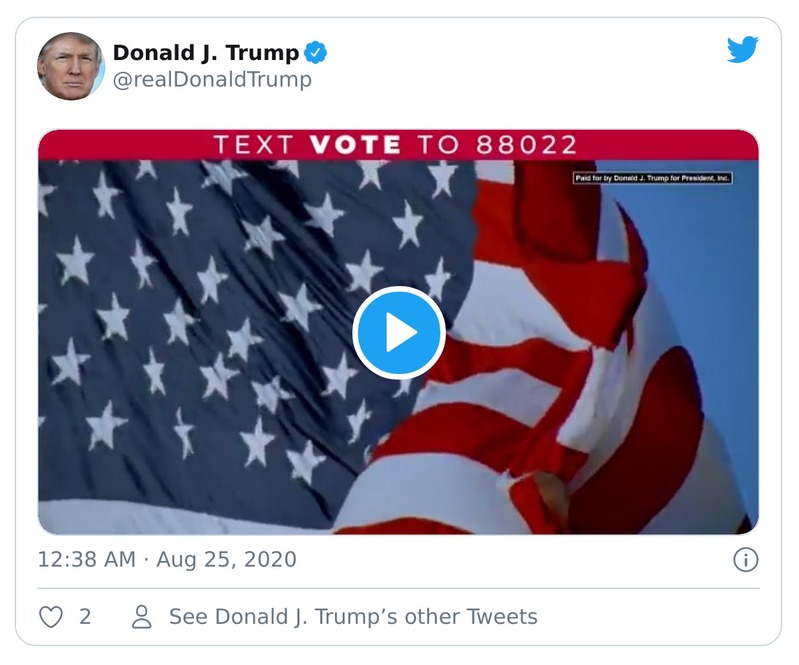 Donald J. Trump
@realDonaldTrump
TEXT VOTE TO 88022
Paid for by Donald J. Trump for President, Inc.
12:38 AM · Aug 25, 2020
2
See Donald J. Trump’s other Tweets